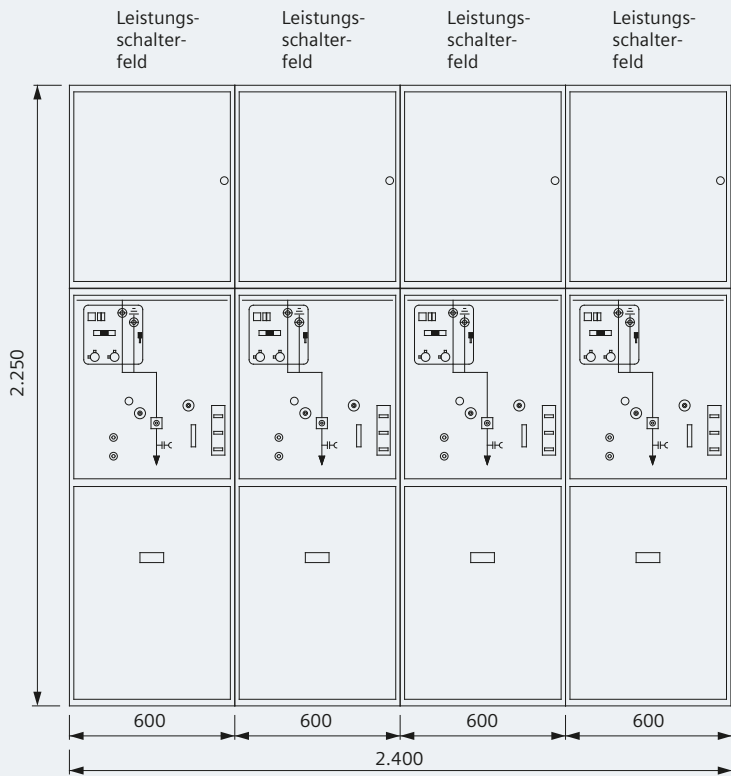 Leistungs-
schalter-
feld
Leistungs-
schalter-
feld
Leistungs-
schalter-
feld
Leistungs-
schalter-
feld
2.250
600
600
600
600
2.400